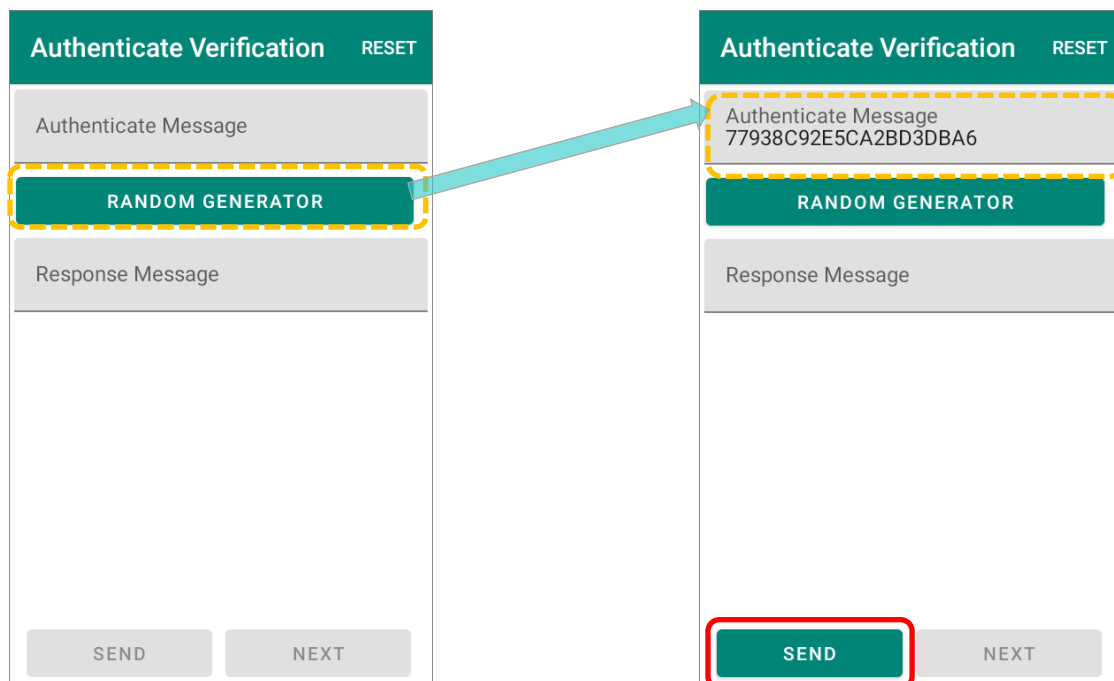 Authenticate Verification RESET
Authenticate Message
RANDOM GENERATOR
Response Message
SEND NEXT
Authenticate Verification RESET
Authenticate Message
77938C92E5CA2BD3DBA6
RANDOM GENERATOR
Response Message
SEND NEXT